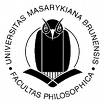 UNIVERSITAS MASARYKIANA BRUNENSIS
FACULTAS PHILOSOPHICA